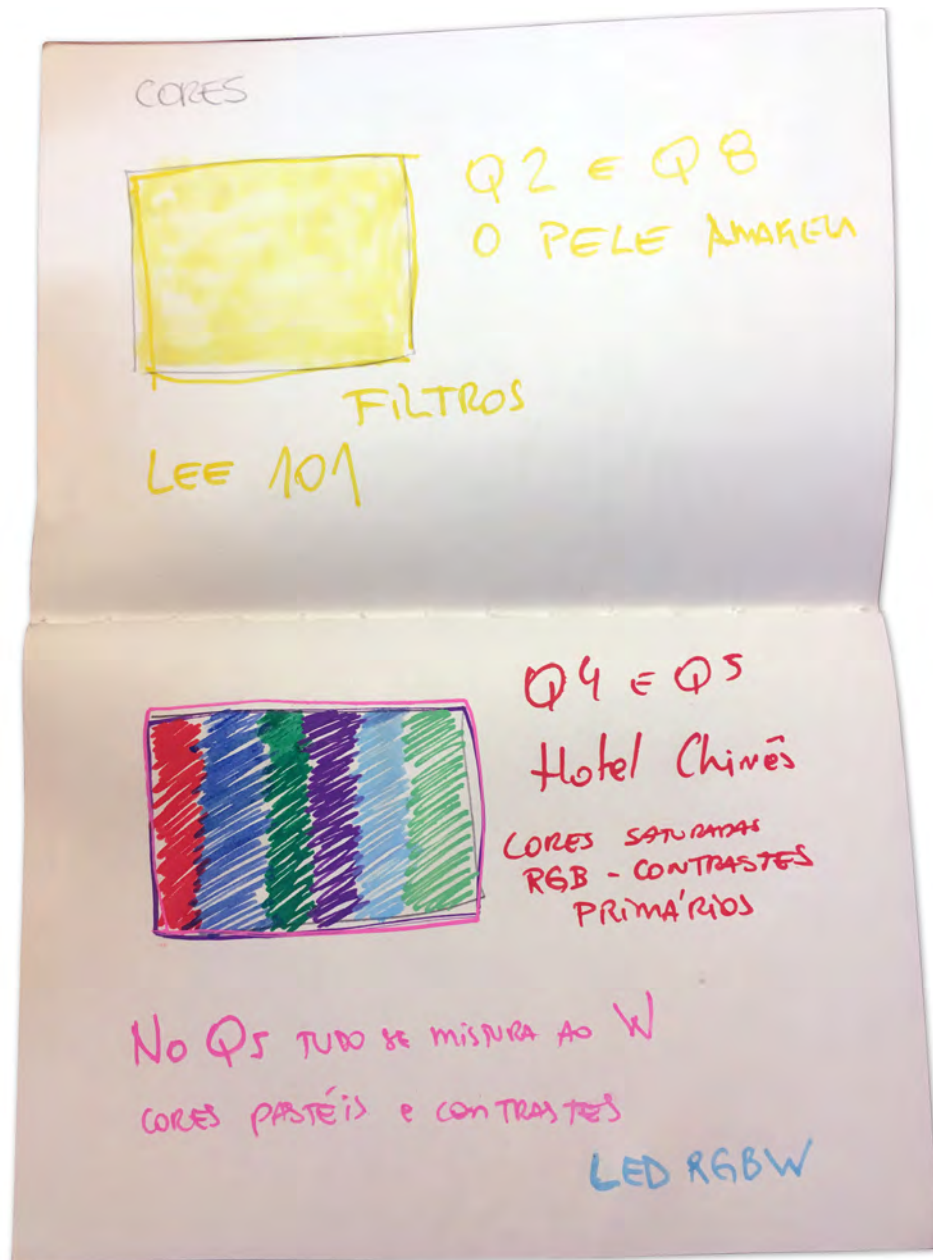 CORES
Q2 E Q8
O PELE AMARELA
FILTROS
LEE 101
Q4 E Q5
Hotel Chinês
CORES SATURADAS
RGB - CONTRASTES
PRIMÁRIOS
No Q5 TUDO SE MISTURA AO W
CORES PASTÉIS e CONTRASTES
LED RGBW